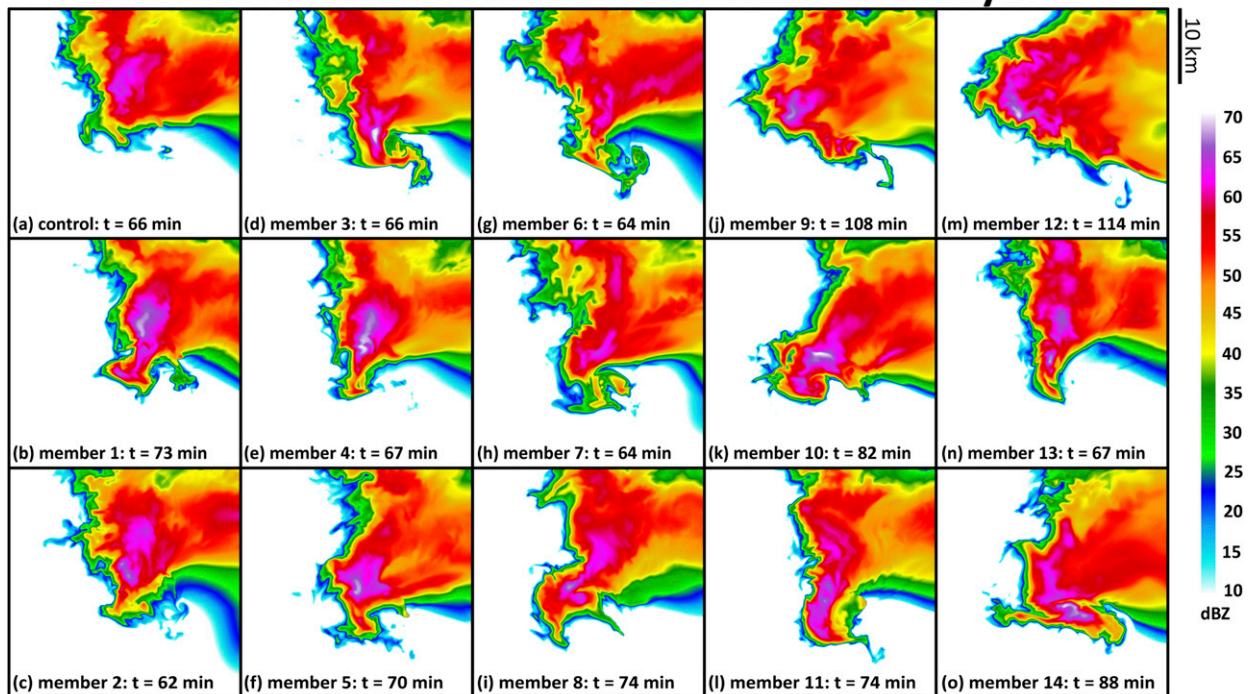 10 km
(a) control: t = 66 min
(d) member 3: t = 66 min
(g) member 6: t = 64 min
(j) member 9: t = 108 min
(m) member 12: t = 114 min
(b) member 1: t = 73 min
(e) member 4: t = 67 min
(h) member 7: t = 64 min
(k) member 10: t = 82 min
(n) member 13: t = 67 min
(c) member 2: t = 62 min
(f) member 5: t = 70 min
(i) member 8: t = 74 min
(l) member 11: t = 74 min
(o) member 14: t = 88 min
70
65
60
55
50
45
40
35
30
25
20
15
10
dBZ